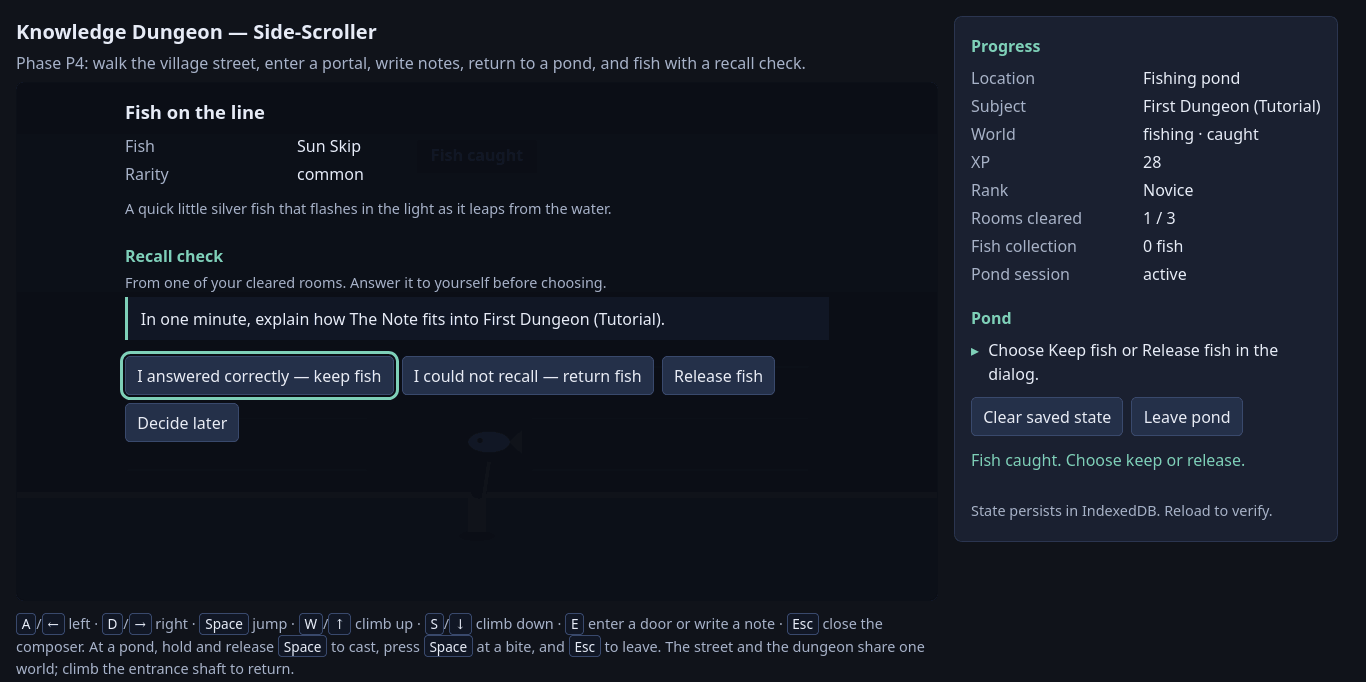 Knowledge Dungeon — Side-Scroller
Phase P4: walk the village street, enter a portal, write notes, return to a pond, and fish with a recall check.
Fish on the line
Fish Sun Skip
Fish caught
Rarity common
A quick little silver fish that flashes in the light as it leaps from the water.
Recall check
From one of your cleared rooms. Answer it to yourself before choosing.
In one minute, explain how The Note fits into First Dungeon (Tutorial).
I answered correctly — keep fish
I could not recall — return fish
Release fish
Decide later
A/← left · D/→ right · Space jump · W/↑ climb up · S/↓ climb down · E enter a door or write a note · Esc close the
composer. At a pond, hold and release Space to cast, press Space at a bite, and Esc to leave. The street and the dungeon share one
world; climb the entrance shaft to return.
Progress
Location Fishing pond
Subject First Dungeon (Tutorial)
World fishing · caught
XP 28
Rank Novice
Rooms cleared 1 / 3
Fish collection 0 fish
Pond session active
Pond
▸ Choose Keep fish or Release fish in the
dialog.
Clear saved state
Leave pond
Fish caught. Choose keep or release.
State persists in IndexedDB. Reload to verify.